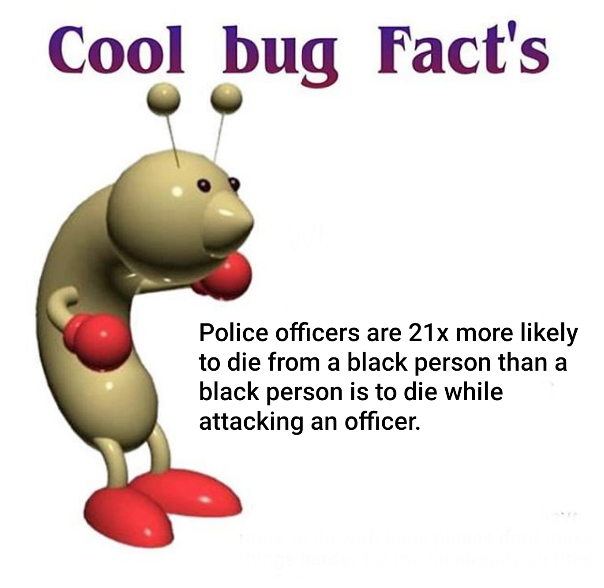 Cool bug Fact's
Police officers are 21x more likely
to die from a black person than a
black person is to die while
attacking an officer.